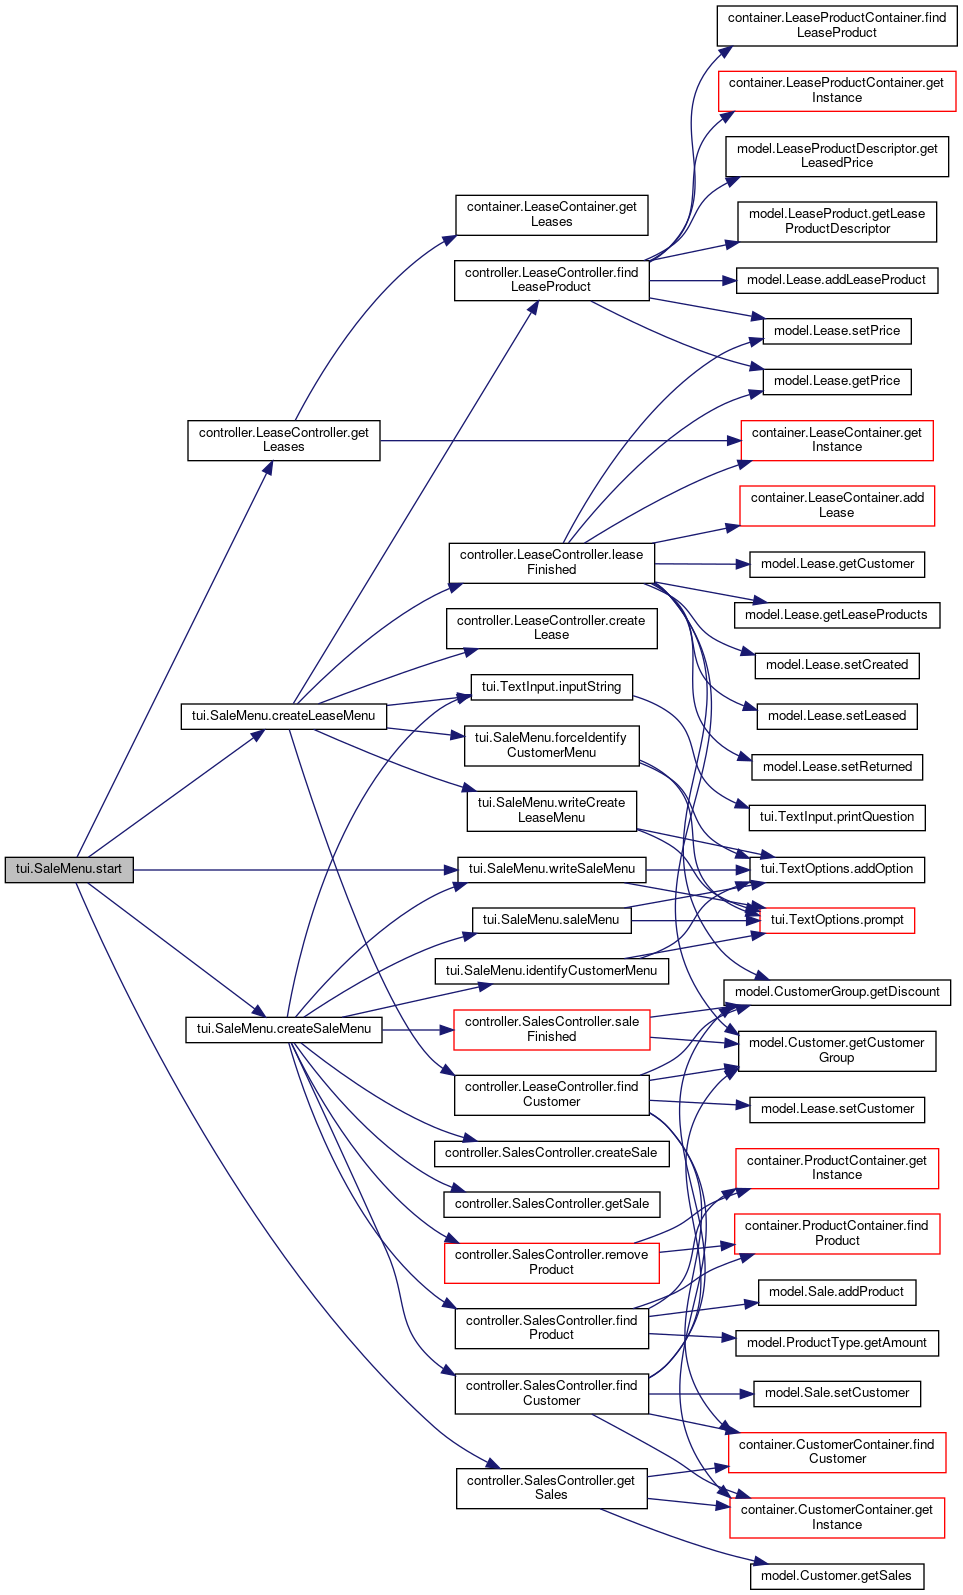 container.LeaseProductContainer.find
LeaseProduct
container.LeaseProductContainer.get
Instance
model.LeaseProductDescriptor.get
LeasedPrice
container.LeaseContainer.get
Leases
model.LeaseProduct.getLease
ProductDescriptor
controller.LeaseController.find
LeaseProduct
model.Lease.addLeaseProduct
model.Lease.setPrice
model.Lease.getPrice
controller.LeaseController.get
Leases
container.LeaseContainer.get
Instance
container.LeaseContainer.add
Lease
controller.LeaseController.lease
Finished
model.Lease.getCustomer
model.Lease.getLeaseProducts
controller.LeaseController.create
Lease
model.Lease.setCreated
tui.TextInput.inputString
tui.SaleMenu.createLeaseMenu
model.Lease.setLeased
tui.SaleMenu.forceIdentify
CustomerMenu
model.Lease.setReturned
tui.SaleMenu.writeCreate
LeaseMenu
tui.TextInput.printQuestion
tui.SaleMenu.start
tui.SaleMenu.writeSaleMenu
tui.TextOptions.addOption
tui.SaleMenu.saleMenu
tui.TextOptions.prompt
tui.SaleMenu.identifyCustomerMenu
model.CustomerGroup.getDiscount
tui.SaleMenu.createSaleMenu
controller.SalesController.sale
Finished
model.Customer.getCustomer
Group
controller.LeaseController.find
Customer
model.Lease.setCustomer
controller.SalesController.createSale
container.ProductContainer.get
Instance
controller.SalesController.getSale
container.ProductContainer.find
Product
controller.SalesController.remove
Product
model.Sale.addProduct
controller.SalesController.find
Product
model.ProductType.getAmount
controller.SalesController.find
Customer
model.Sale.setCustomer
container.CustomerContainer.find
Customer
controller.SalesController.get
Sales
container.CustomerContainer.get
Instance
model.Customer.getSales